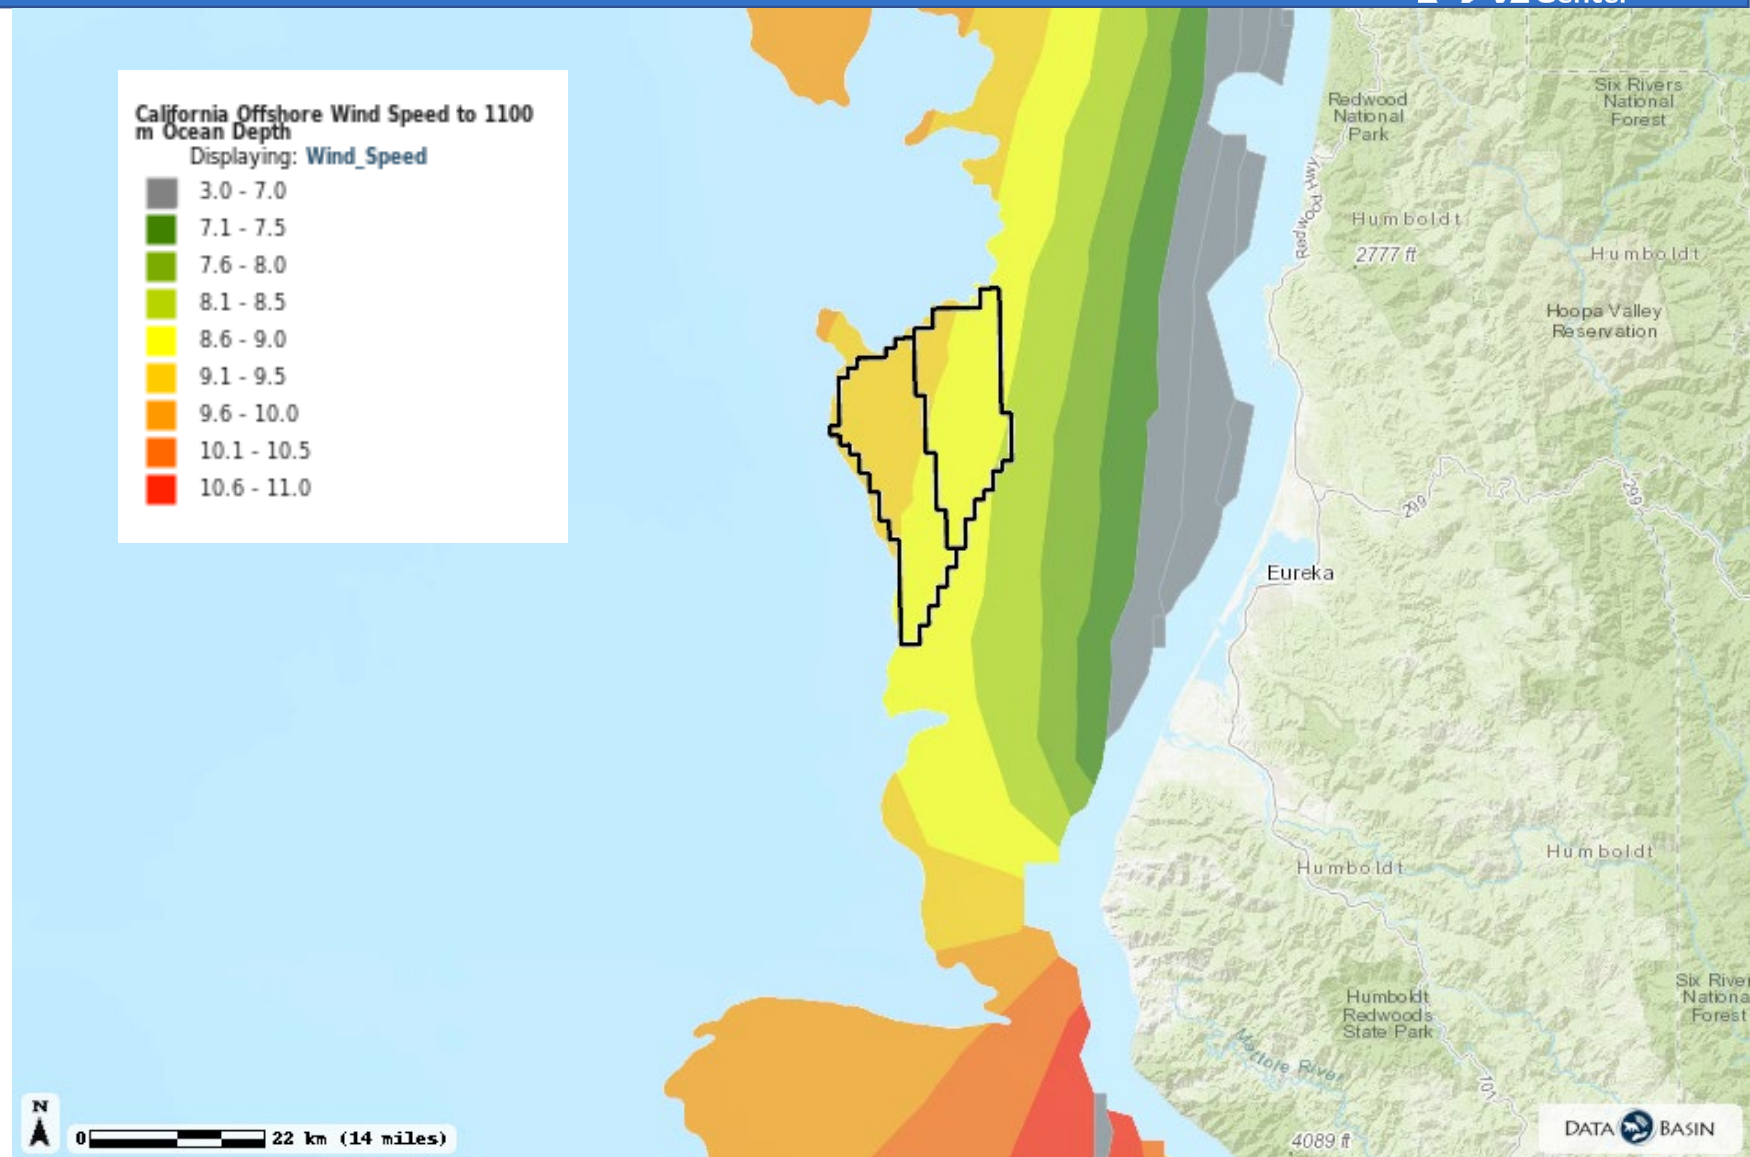 Center
California Offshore Wind Speed to 1100
m Ocean Depth
Displaying: Wind_Speed
3.0 - 7.0
7.1 - 7.5
7.6 - 8.0
8.1 - 8.5
8.6 - 9.0
9.1 - 9.5
9.6 - 10.0
10.1 - 10.5
10.6 - 11.0
Redwood
National
Park
Six Rivers
National
Forest
Redwood Hwy
Humboldt
2777 ft
Humboldt
Hoopa Valley
Reservation
299
299
Eureka
Humboldt
Humboldt
Humboldt
Redwoods
State Park
Six River
Nationa
Forest
Mattole River
101
4089 ft
N
0 22 km (14 miles)
DATA BASIN